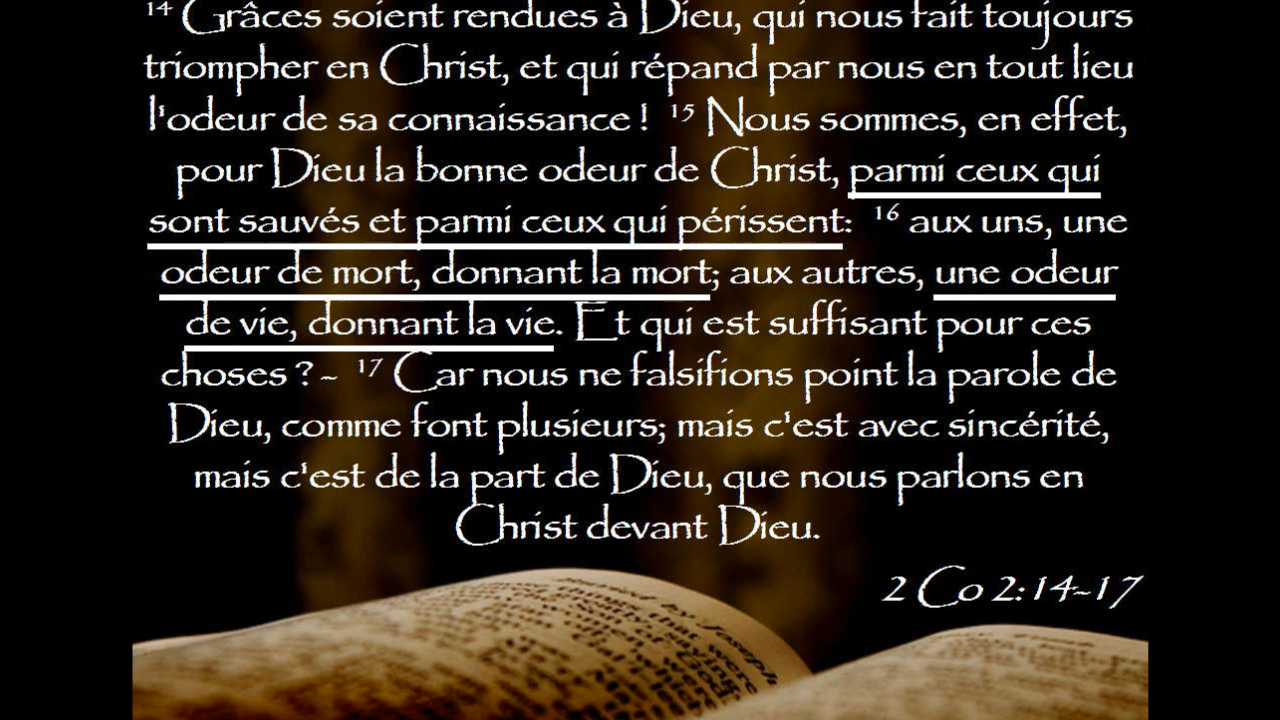 14 Grâces soient rendues à Dieu, qui nous fait toujours
triompher en Christ, et qui répand par nous en tout lieu
l'odeur de sa connaissance ! 15 Nous sommes, en effet,
pour Dieu la bonne odeur de Christ, parmi ceux qui
sont sauvés et parmi ceux qui périssent: 16 aux uns, une
odeur de mort, donnant la mort; aux autres, une odeur
de vie, donnant la vie. Et qui est suffisant pour ces
choses ? ~ 17 Car nous ne falsifions point la parole de
Dieu, comme font plusieurs; mais c'est avec sincérité,
mais c'est de la part de Dieu, que nous parlons en
Christ devant Dieu.
2 Co 2:14~17
Joseph
that were